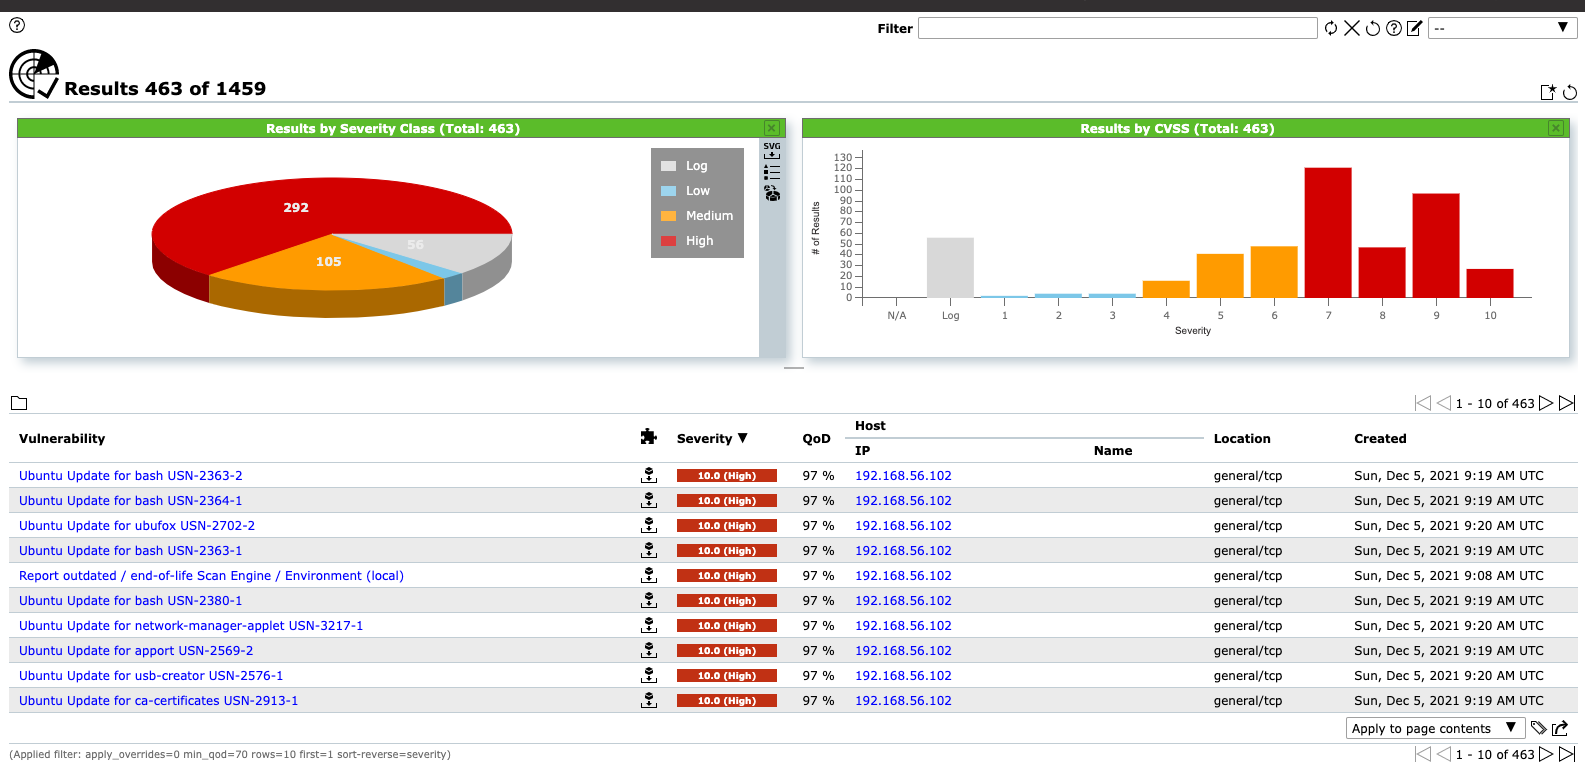 Filter
--
Results 463 of 1459
Results by Severity Class (Total: 463)
292
56
105
Log
Low
Medium
High
SVG
Results by CVSS (Total: 463)
130
120
110
100
90
80
70
60
50
40
30
20
10
0
# of Results
N/A Log 1 2 3 4 5 6 7 8 9 10
Severity
1 - 10 of 463
Vulnerability Severity ▼ QoD Host Location Created
IP Name
Ubuntu Update for bash USN-2363-2 10.0 (High) 97 % 192.168.56.102 general/tcp Sun, Dec 5, 2021 9:19 AM UTC
Ubuntu Update for bash USN-2364-1 10.0 (High) 97 % 192.168.56.102 general/tcp Sun, Dec 5, 2021 9:19 AM UTC
Ubuntu Update for ubufox USN-2702-2 10.0 (High) 97 % 192.168.56.102 general/tcp Sun, Dec 5, 2021 9:20 AM UTC
Ubuntu Update for bash USN-2363-1 10.0 (High) 97 % 192.168.56.102 general/tcp Sun, Dec 5, 2021 9:19 AM UTC
Report outdated / end-of-life Scan Engine / Environment (local) 10.0 (High) 97 % 192.168.56.102 general/tcp Sun, Dec 5, 2021 9:08 AM UTC
Ubuntu Update for bash USN-2380-1 10.0 (High) 97 % 192.168.56.102 general/tcp Sun, Dec 5, 2021 9:19 AM UTC
Ubuntu Update for network-manager-applet USN-3217-1 10.0 (High) 97 % 192.168.56.102 general/tcp Sun, Dec 5, 2021 9:20 AM UTC
Ubuntu Update for apport USN-2569-2 10.0 (High) 97 % 192.168.56.102 general/tcp Sun, Dec 5, 2021 9:19 AM UTC
Ubuntu Update for usb-creator USN-2576-1 10.0 (High) 97 % 192.168.56.102 general/tcp Sun, Dec 5, 2021 9:20 AM UTC
Ubuntu Update for ca-certificates USN-2913-1 10.0 (High) 97 % 192.168.56.102 general/tcp Sun, Dec 5, 2021 9:19 AM UTC
Apply to page contents ▼
(Applied filter: apply_overrides=0 min_qod=70 rows=10 first=1 sort-reverse=severity)
1 - 10 of 463